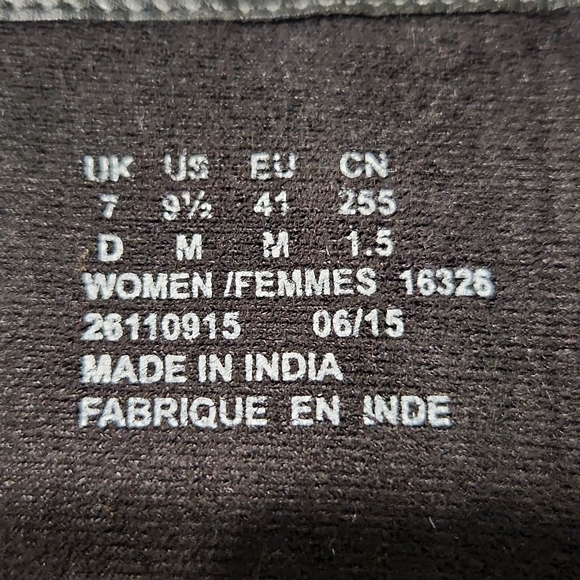 UK US EU CN
7 9½ 41 255
D M M 1.5
WOMEN /FEMMES 16326
26110915 06/15
MADE IN INDIA
FABRIQUE EN INDE